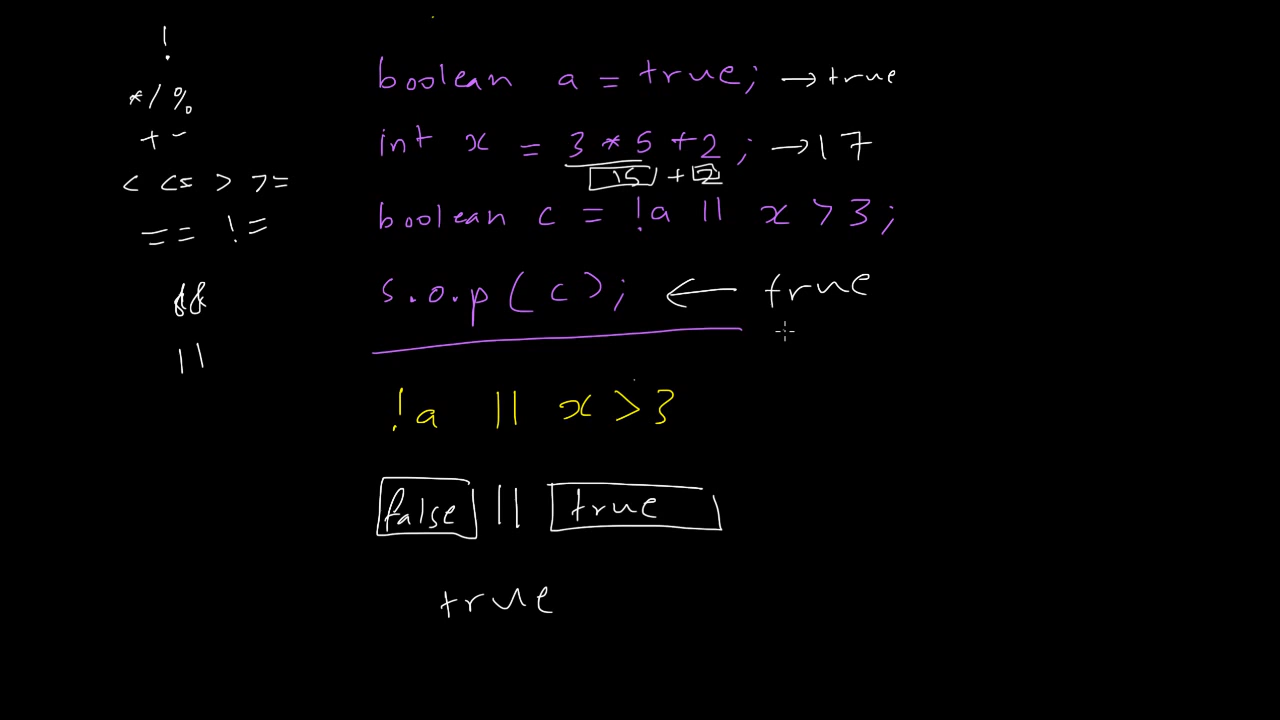 !
* / %
+ -
< <= > >=
== !=
&&
||
boolean a = true; → true
int x = 3 * 5 + 2; → 17
15 + 2
boolean c = !a || x > 3;
s.o.p(c); ← true
!a || x > 3
false || true
true